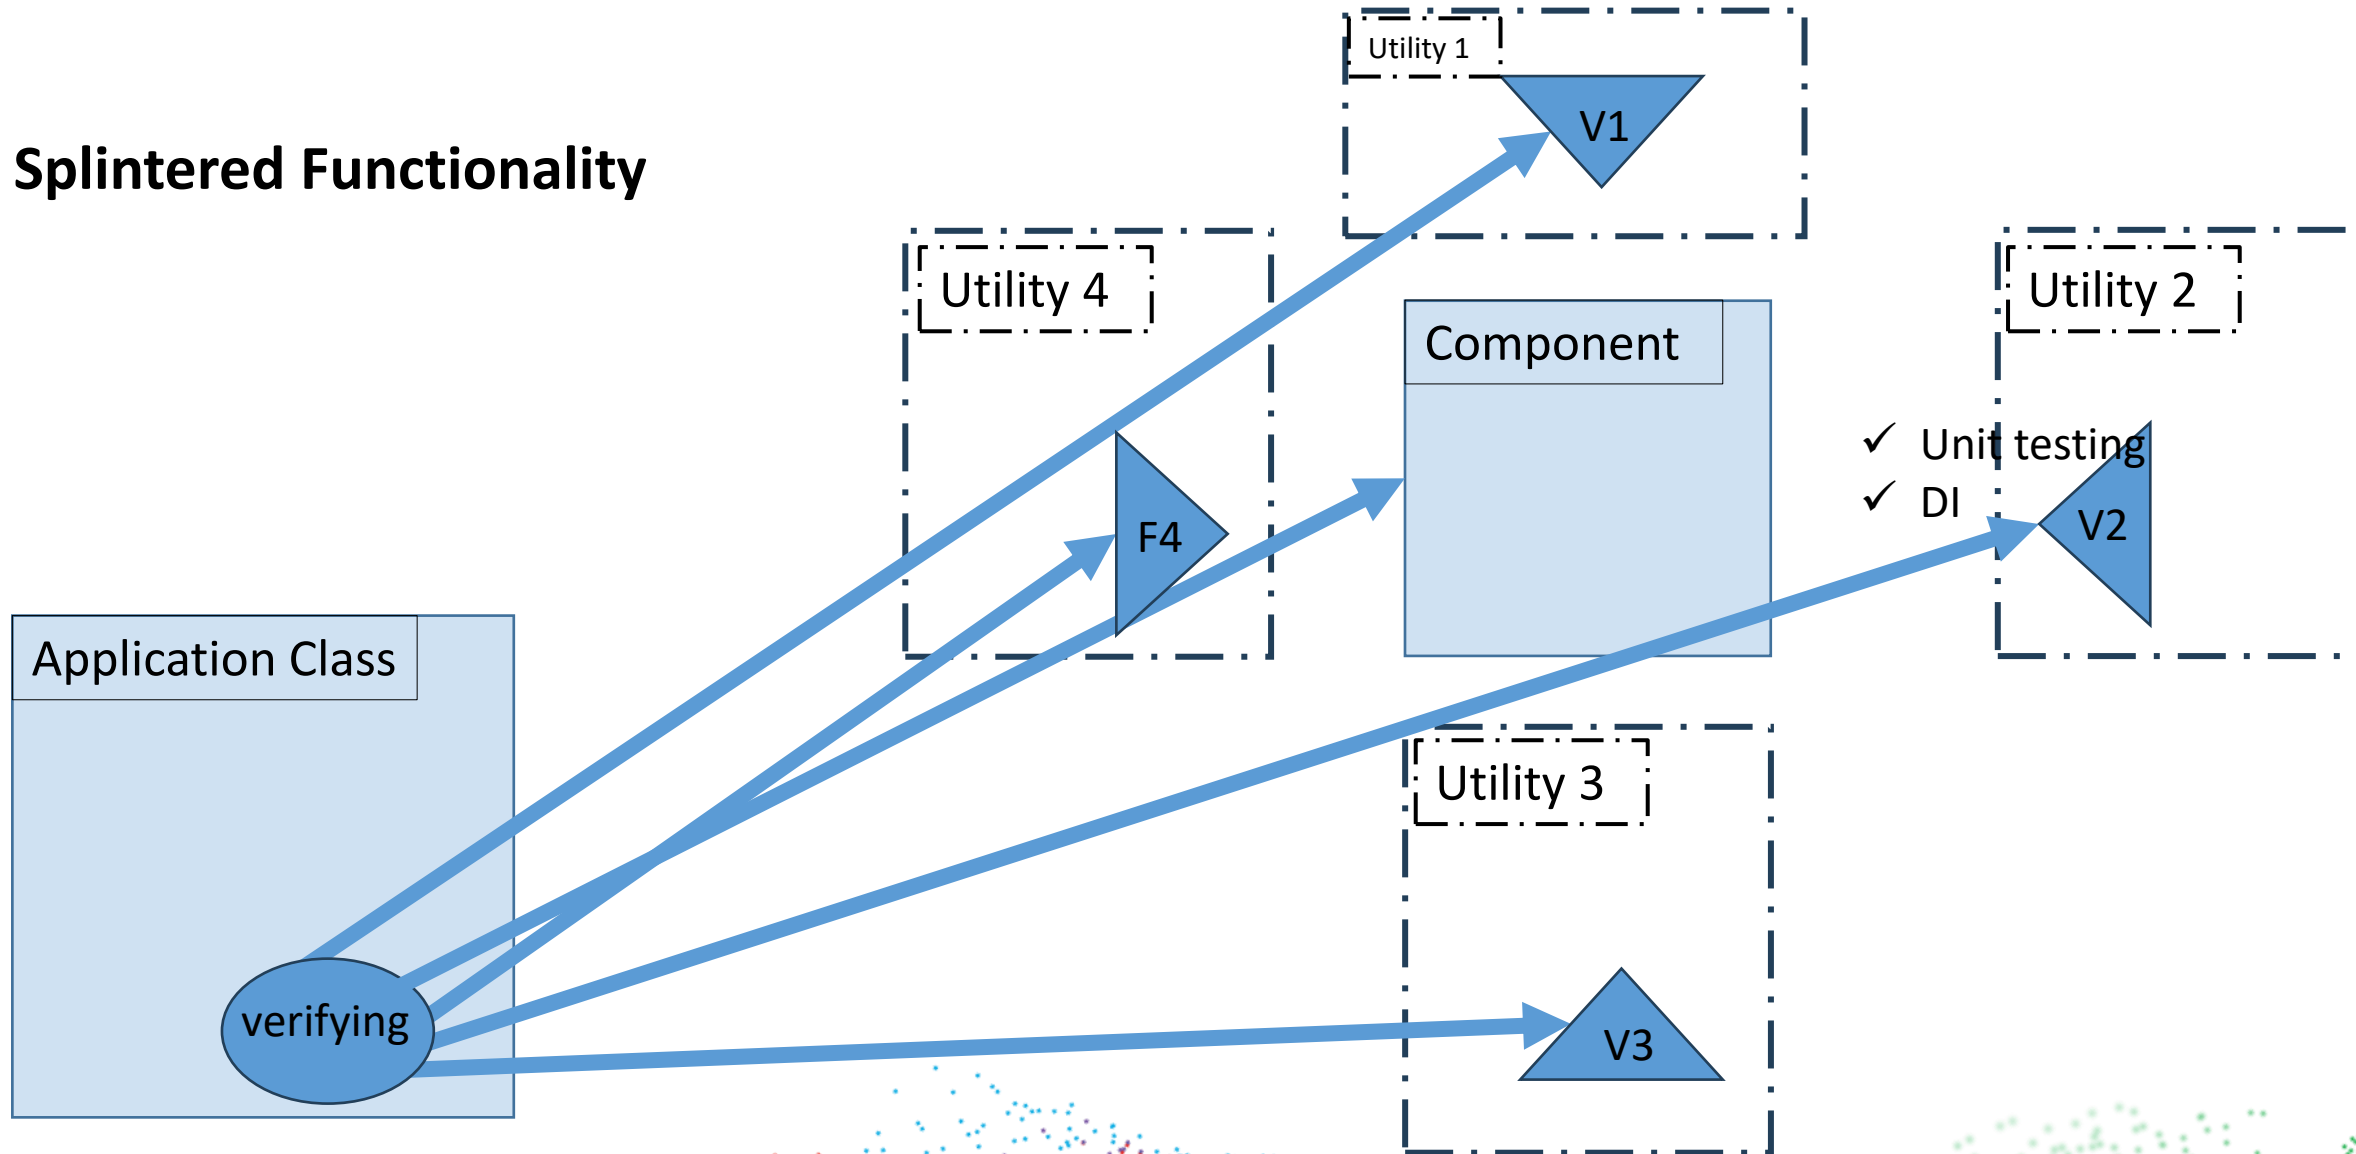 Utility 1
V1
Splintered Functionality
Utility 4
Utility 2
Component
✓ Unit testing
✓ DI
F4
V2
Application Class
Utility 3
verifying
V3